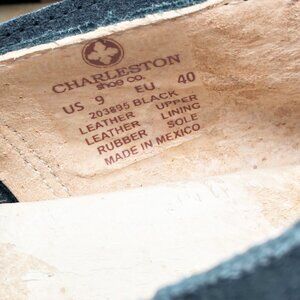 CHARLESTON
SHOE CO.
US 9 EU 40
203895 BLACK
LEATHER UPPER
LEATHER LINING
RUBBER SOLE
MADE IN MEXICO